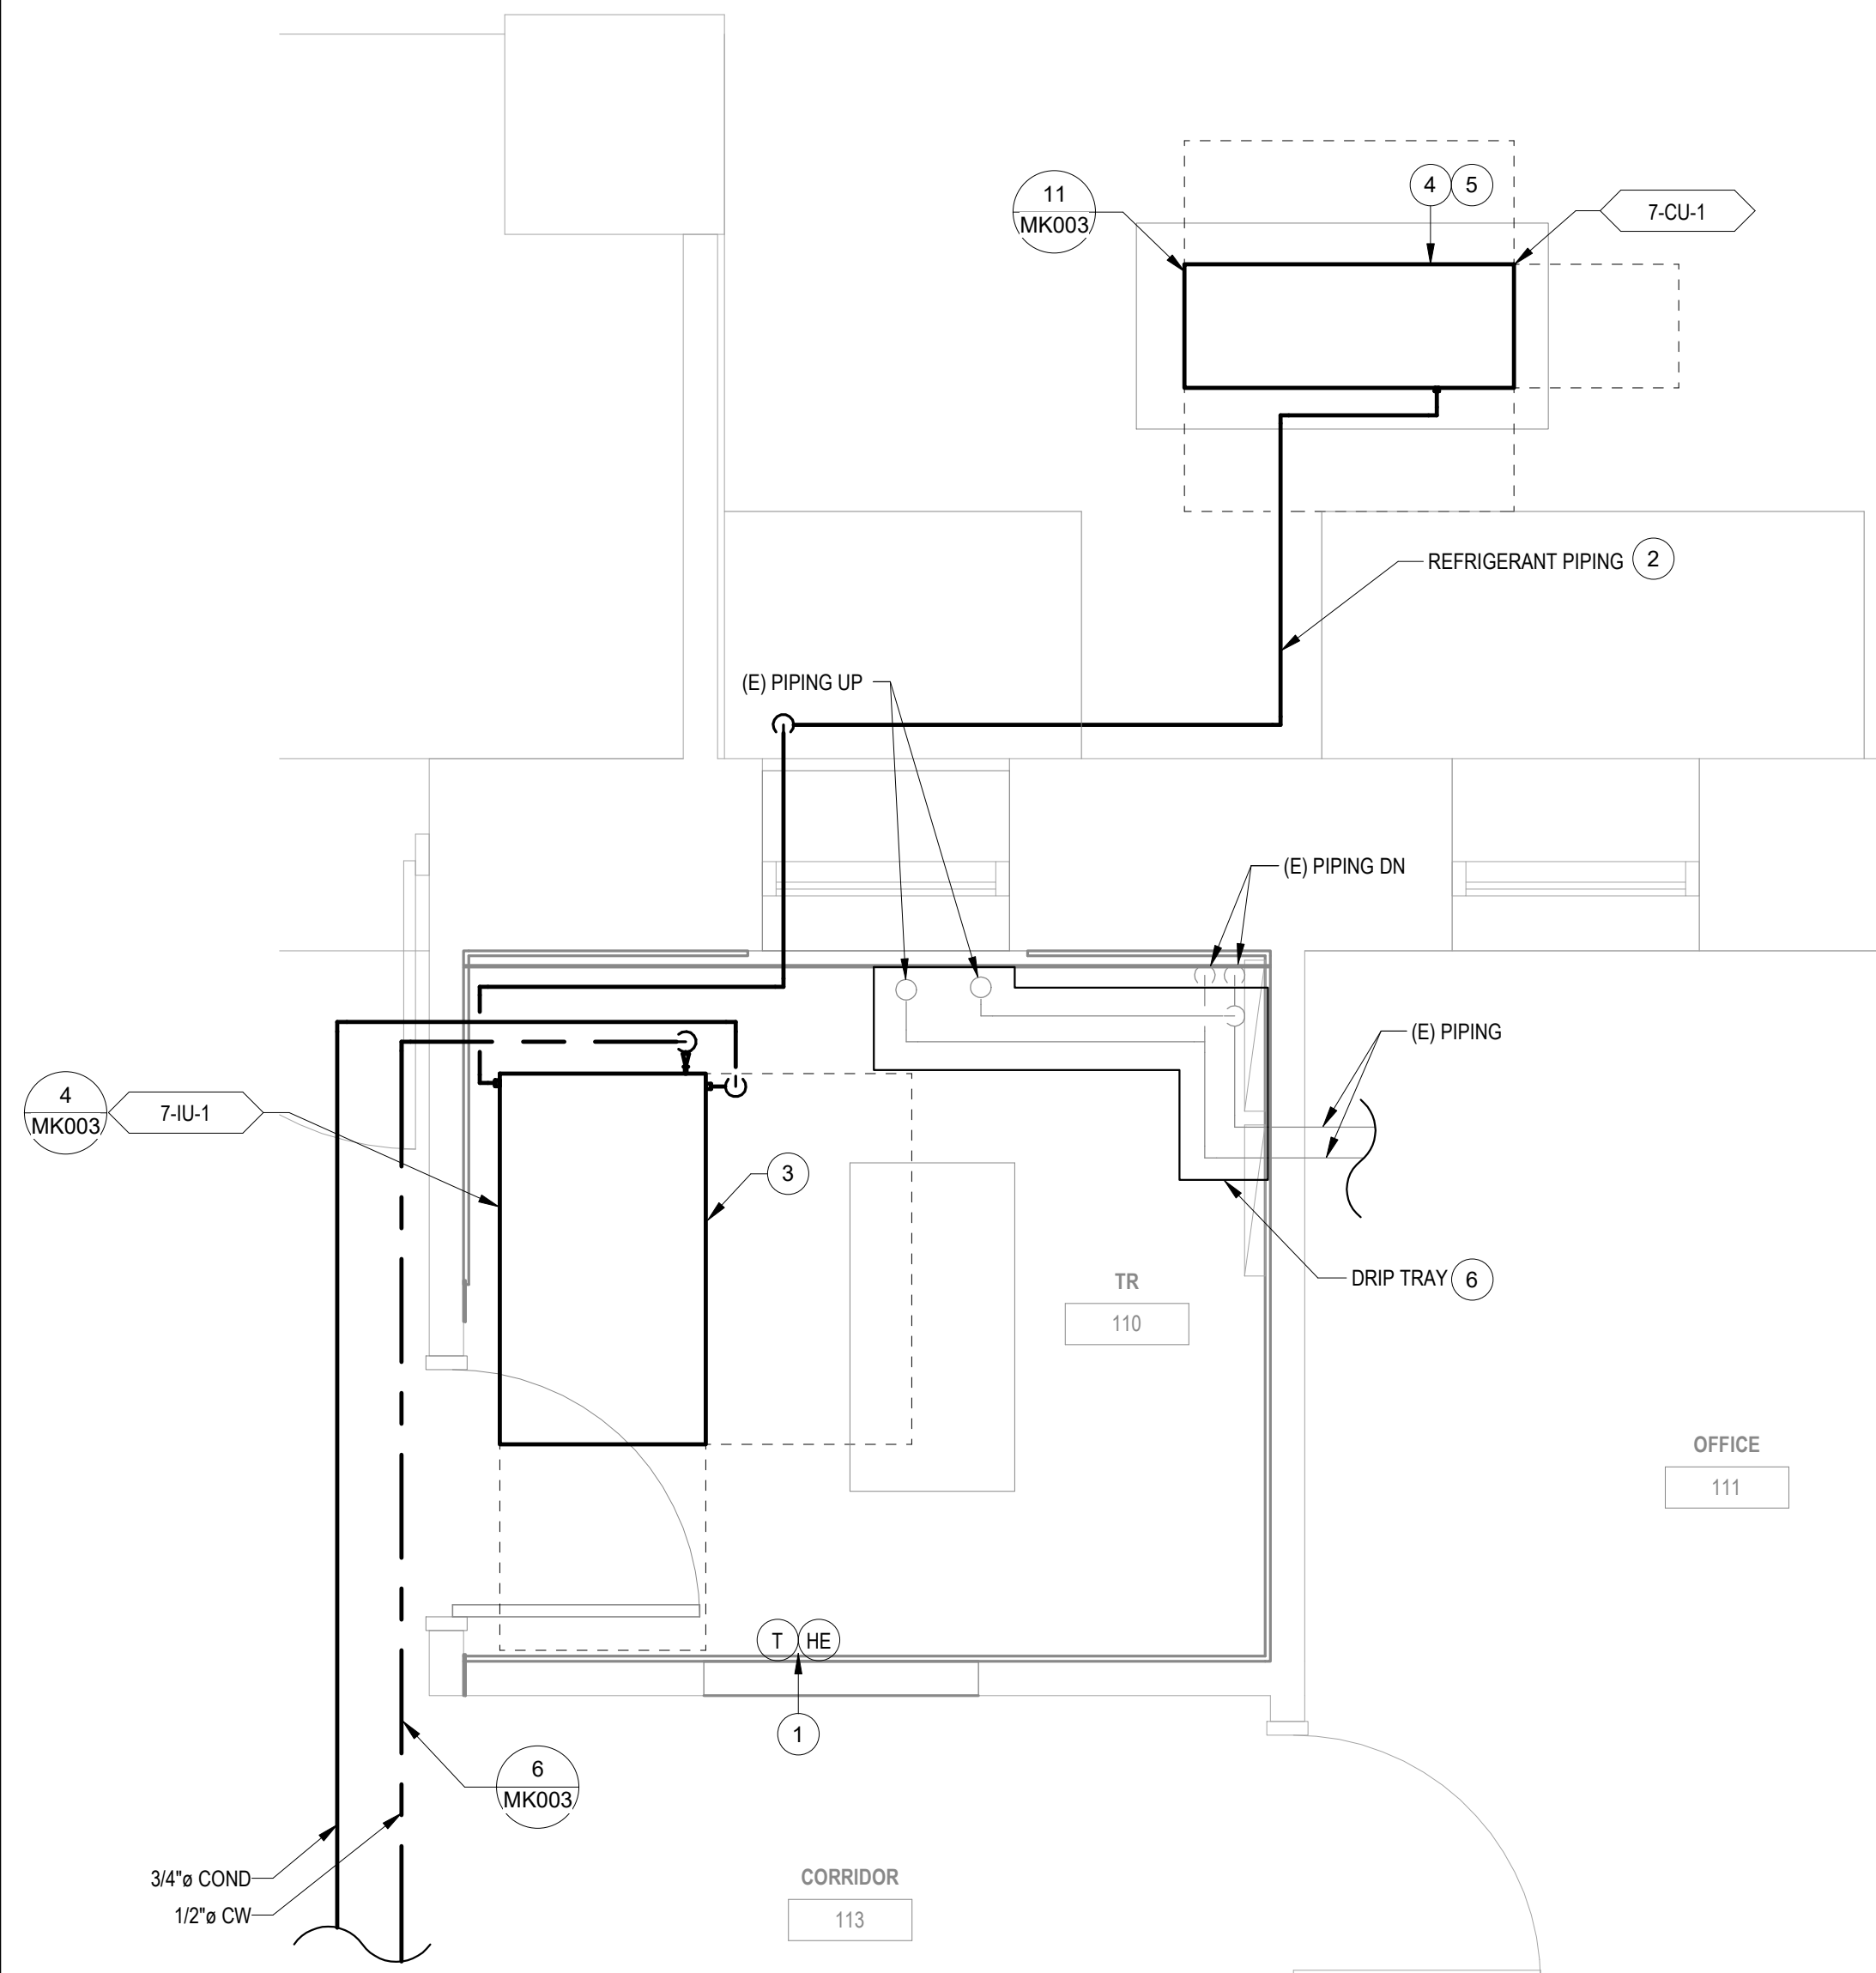 11
MK003
4
5
7-CU-1
REFRIGERANT PIPING 2
(E) PIPING UP
(E) PIPING DN
(E) PIPING
4
MK003
7-IU-1
3
DRIP TRAY 6
TR
110
OFFICE
111
T HE
1
6
MK003
3/4"ø COND
1/2"ø CW
CORRIDOR
113